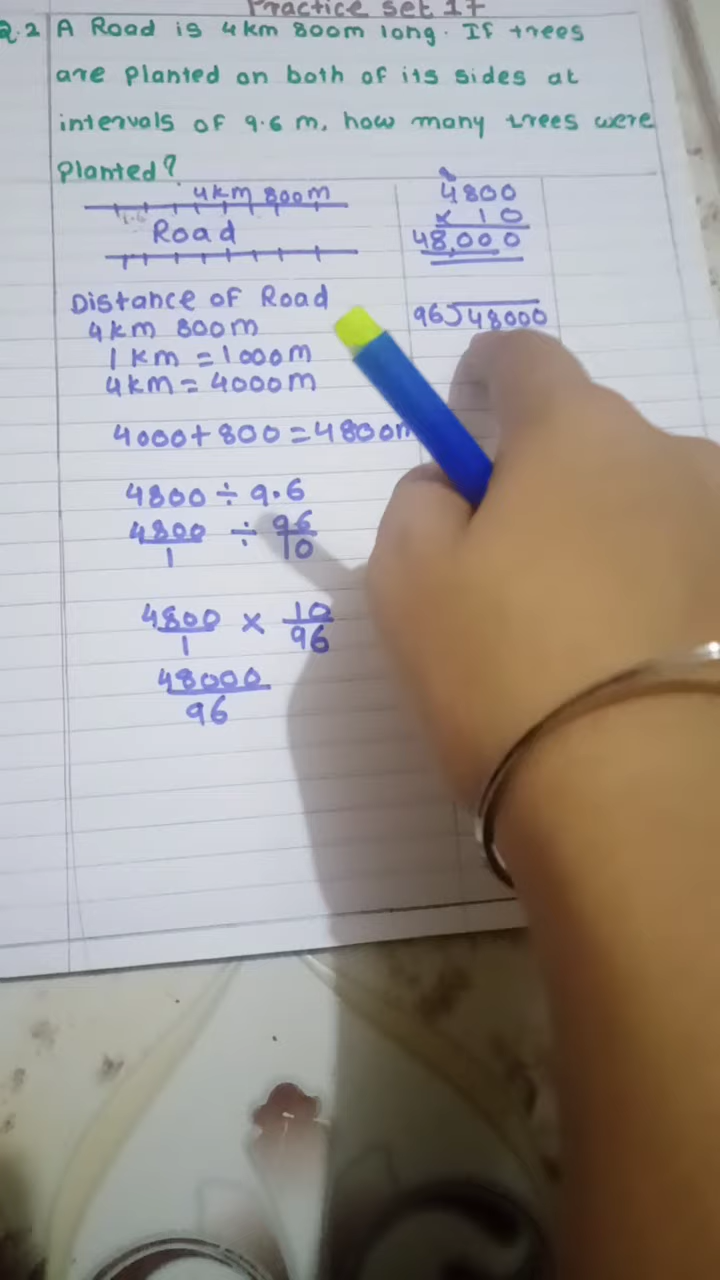 Practice Set 17
Q.2 A Road is 4km 800m long. If trees
are planted on both of its sides at
intervals of 9.6 m, how many trees were
planted?
4km 800m
Road
Distance of Road
4km 800m
1 km = 1000m
4km = 4000m
4000+800=4800m
4800 ÷ 9.6
4800/1 ÷ 96/10
4800/1 × 10/96
48000/96
4800
× 10
48,000
96)48000